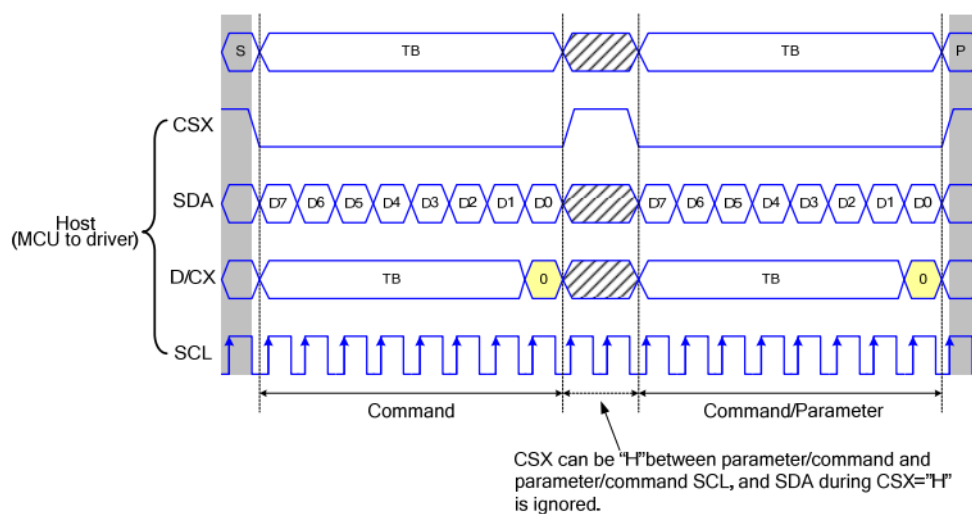 S TB TB P
CSX
SDA D7 D6 D5 D4 D3 D2 D1 D0 D7 D6 D5 D4 D3 D2 D1 D0
Host
(MCU to driver)
D/CX TB 0 TB 0
SCL
Command Command/Parameter
CSX can be “H”between parameter/command and
parameter/command SCL, and SDA during CSX=”H”
is ignored.